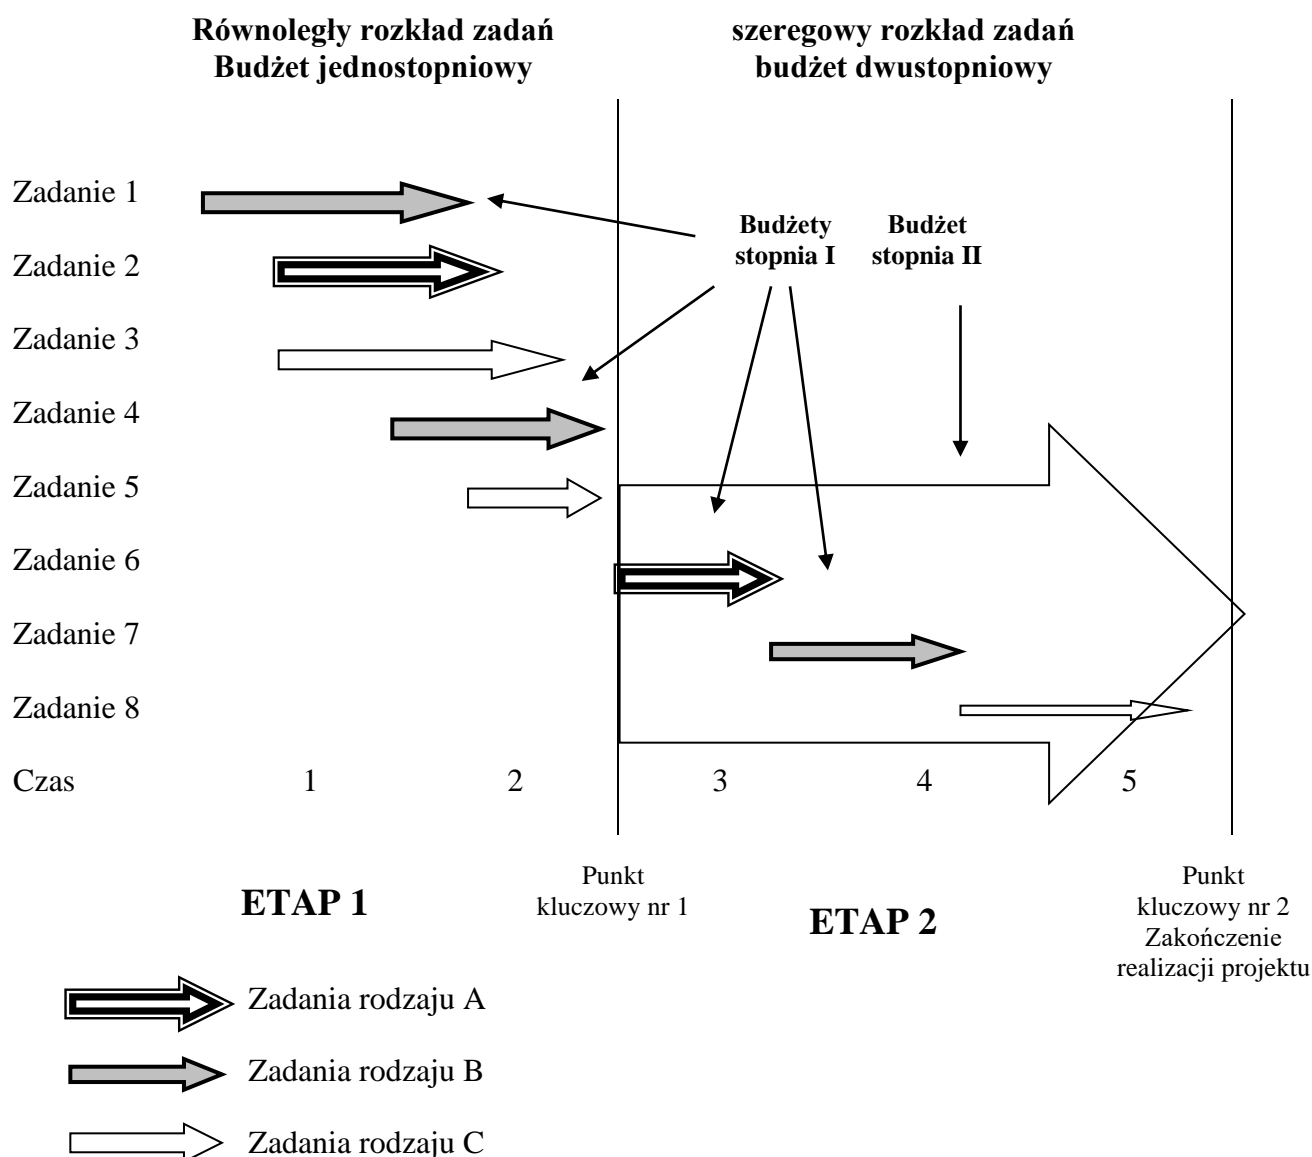 Równoległy rozkład zadań
Budżet jednostopniowy
szeregowy rozkład zadań
budżet dwustopniowy
Zadanie 1
Budżety
stopnia I
Budżet
stopnia II
Zadanie 2
Zadanie 3
Zadanie 4
Zadanie 5
Zadanie 6
Zadanie 7
Zadanie 8
Czas 1 2 3 4 5
ETAP 1
Punkt
kluczowy nr 1
ETAP 2
Punkt
kluczowy nr 2
Zakończenie
realizacji projektu
Zadania rodzaju A
Zadania rodzaju B
Zadania rodzaju C